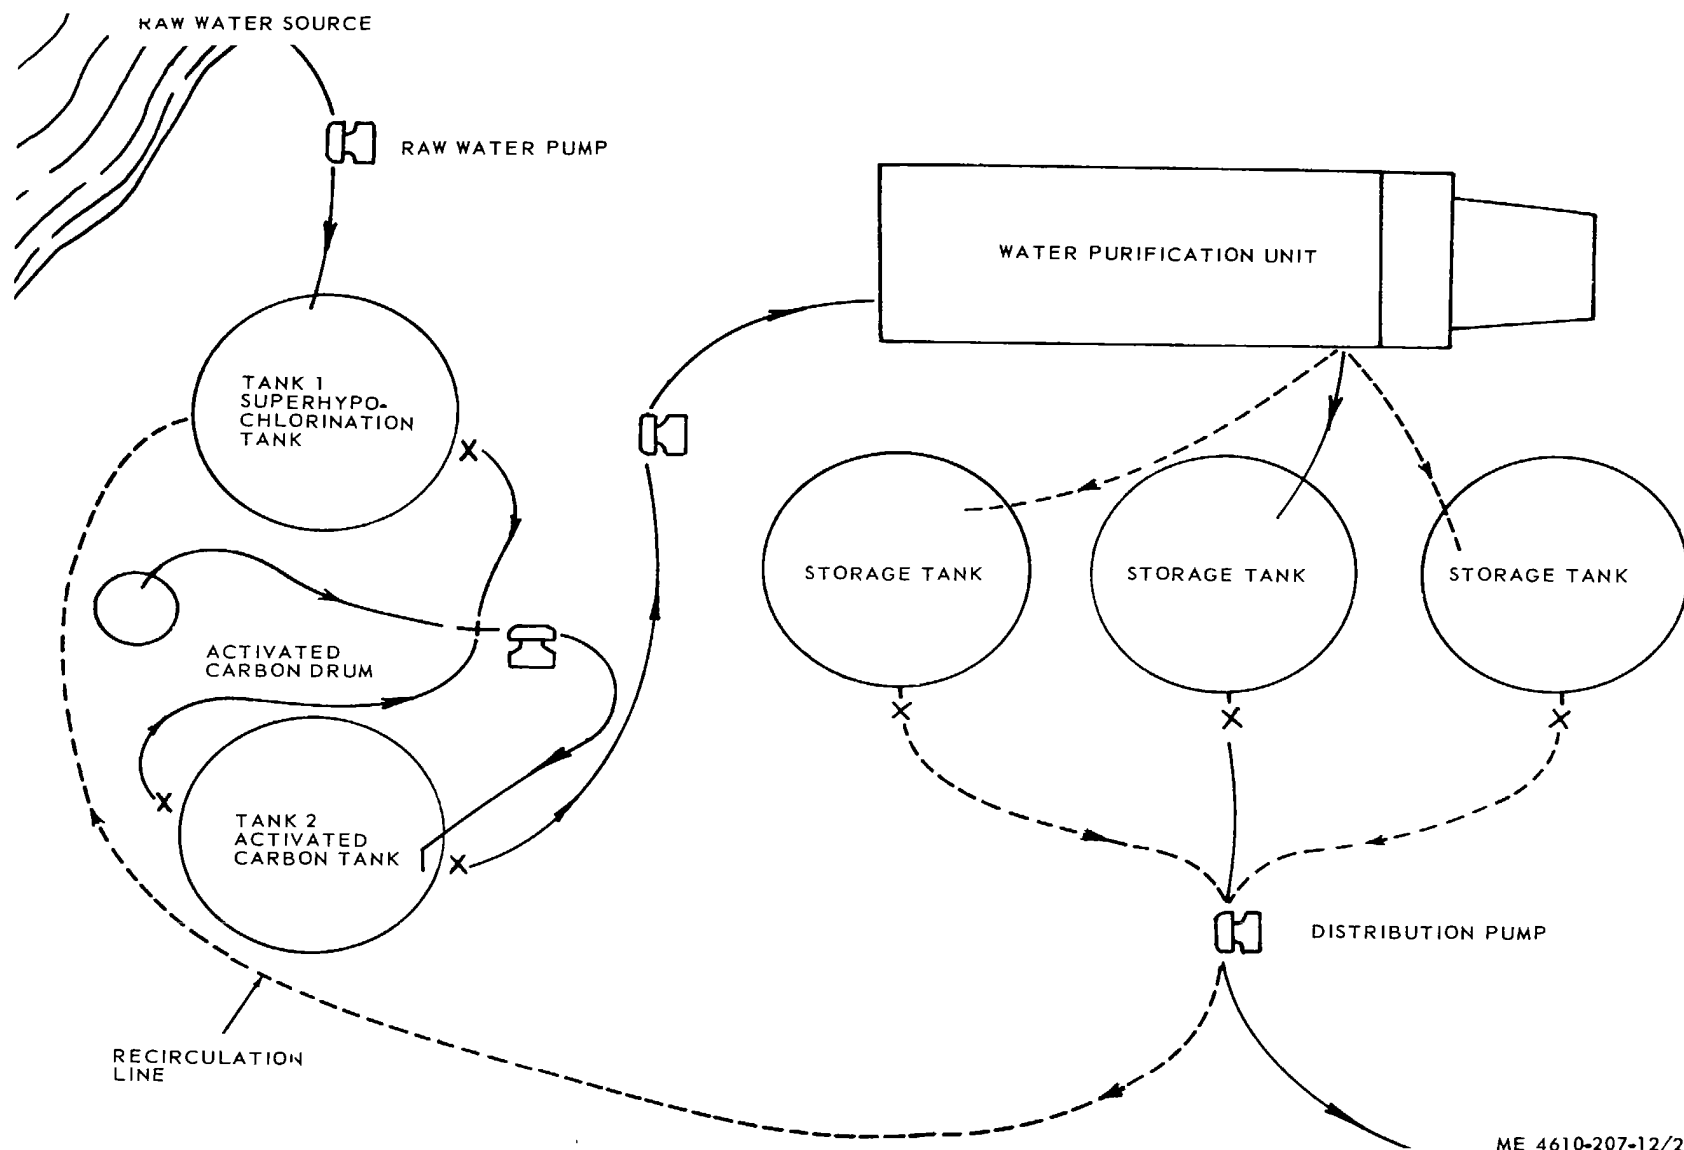 RAW WATER SOURCE
RAW WATER PUMP
WATER PURIFICATION UNIT
TANK 1
SUPERHYPO-
CHLORINATION
TANK
STORAGE TANK
STORAGE TANK
STORAGE TANK
ACTIVATED
CARBON DRUM
TANK 2
ACTIVATED
CARBON TANK
DISTRIBUTION PUMP
RECIRCULATION
LINE
ME 4610-207-12/2